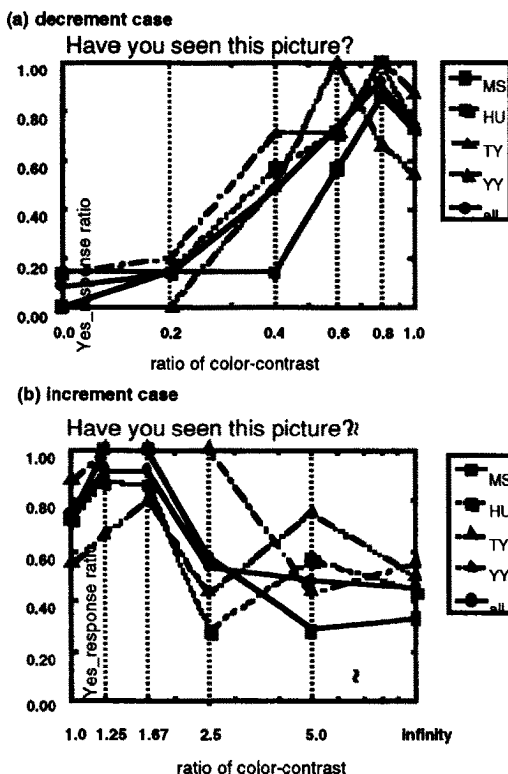 (a) decrement case
Have you seen this picture?
1.00
0.80
0.60
0.40
0.20
0.00
Yes_response ratio
0.0 0.2 0.4 0.6 0.8 1.0
ratio of color-contrast
MS
HU
TY
YY
all
(b) increment case
Have you seen this picture?≀
1.00
0.80
0.60
0.40
0.20
0.00
Yes_response ratio
≀
1.0 1.25 1.67 2.5 5.0 infinity
ratio of color-contrast
MS
HU
TY
YY
all